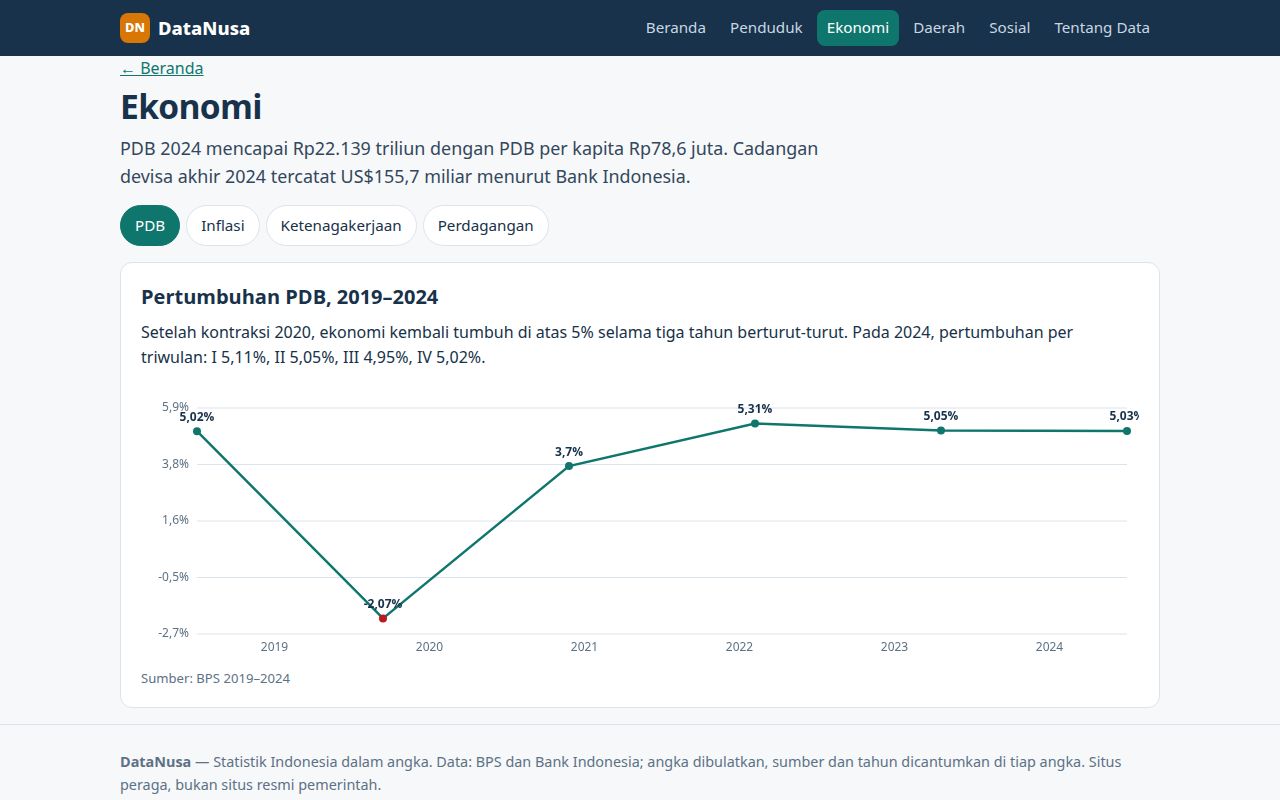 DN DataNusa
Beranda Penduduk Ekonomi Daerah Sosial Tentang Data
← Beranda
Ekonomi
PDB 2024 mencapai Rp22.139 triliun dengan PDB per kapita Rp78,6 juta. Cadangan
devisa akhir 2024 tercatat US$155,7 miliar menurut Bank Indonesia.
PDB Inflasi Ketenagakerjaan Perdagangan
Pertumbuhan PDB, 2019–2024
Setelah kontraksi 2020, ekonomi kembali tumbuh di atas 5% selama tiga tahun berturut-turut. Pada 2024, pertumbuhan per
triwulan: I 5,11%, II 5,05%, III 4,95%, IV 5,02%.
5,9%
5,02%
5,31%
5,05%
5,03%
3,8%
3,7%
1,6%
-0,5%
-2,07%
-2,7%
2019 2020 2021 2022 2023 2024
Sumber: BPS 2019–2024
DataNusa — Statistik Indonesia dalam angka. Data: BPS dan Bank Indonesia; angka dibulatkan, sumber dan tahun dicantumkan di tiap angka. Situs
peraga, bukan situs resmi pemerintah.